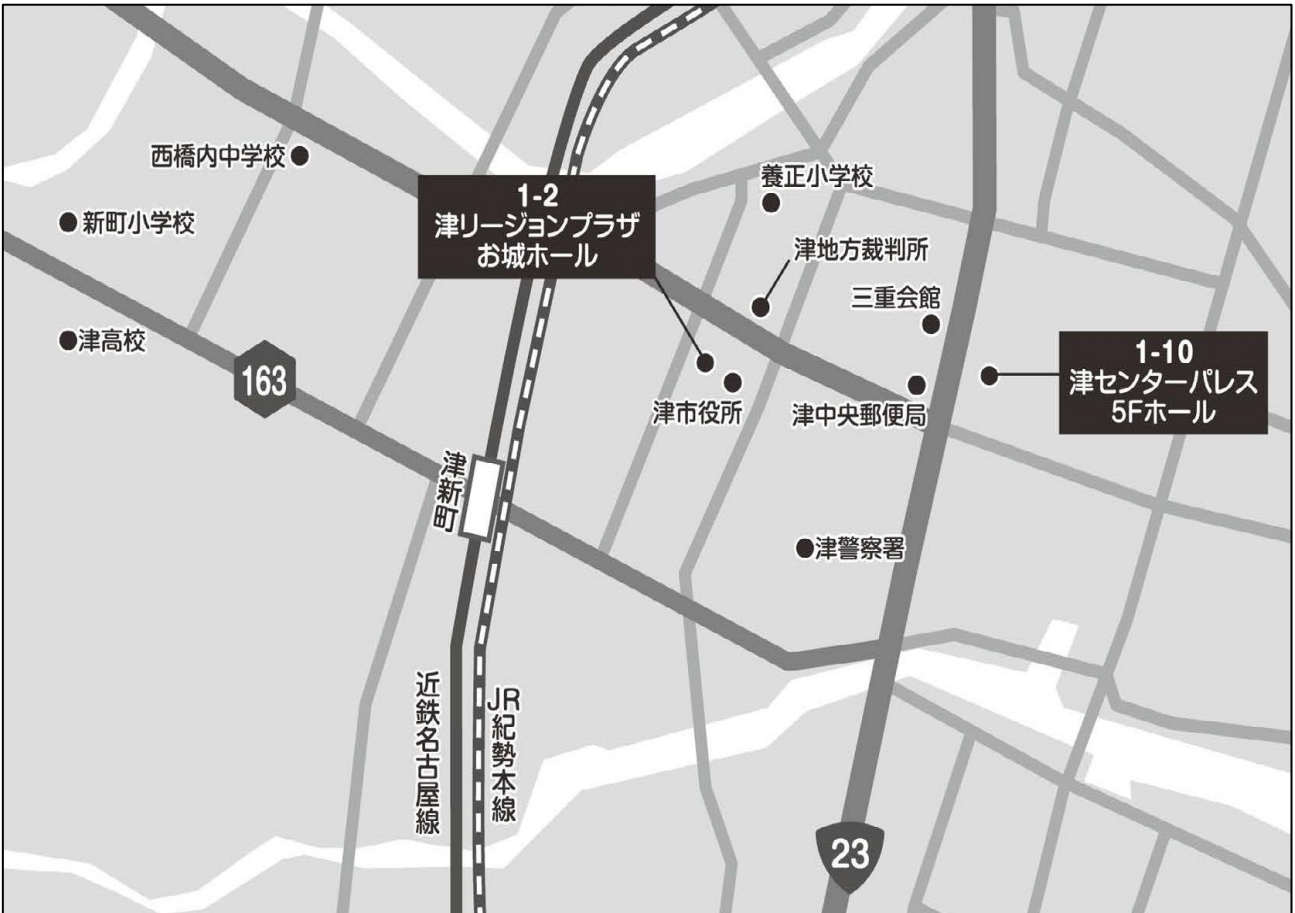 西橋内中学校
新町小学校
津高校
163
1-2
津リージョンプラザ
お城ホール
養正小学校
津地方裁判所
三重会館
1-10
津センターパレス
5Fホール
津市役所
津中央郵便局
津新町
津警察署
近鉄名古屋線
JR紀勢本線
23